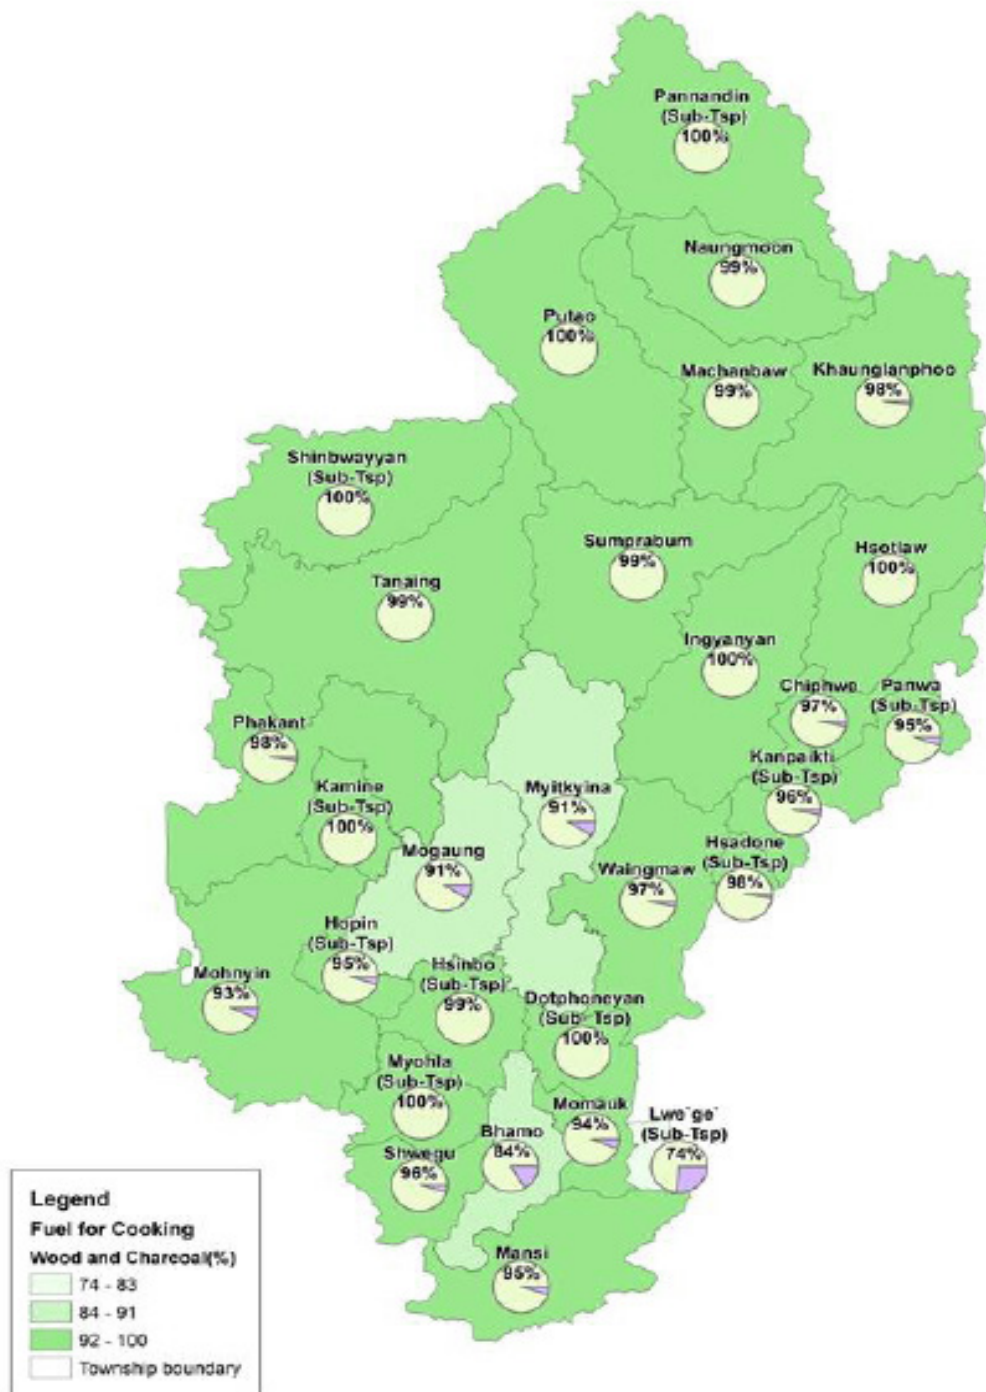 Pannandin
(Sub-Tsp)
100%
Naungmoon
99%
Putao
100%
Machanbaw
99%
Khaunglanphoo
98%
Shinbwayyan
(Sub-Tsp)
100%
Sumprabum
99%
Hsotlaw
100%
Tanaing
99%
Ingyanyan
100%
Chiphwe
97%
Panwa
(Sub-Tsp)
95%
Phakant
98%
Kanpaikti
(Sub-Tsp)
96%
Kamine
(Sub-Tsp)
100%
Myitkyina
91%
Mogaung
91%
Waingmaw
97%
Hsadone
(Sub-Tsp)
98%
Hopin
(Sub-Tsp)
95%
Mohnyin
93%
Hsinbo
(Sub-Tsp)
99%
Dotphoneyan
(Sub-Tsp)
100%
Myohla
(Sub-Tsp)
100%
Momauk
94%
Lwe`ge`
(Sub-Tsp)
74%
Bhamo
84%
Shwegu
96%
Mansi
95%
Legend
Fuel for Cooking
Wood and Charcoal(%)
74 - 83
84 - 91
92 - 100
Township boundary